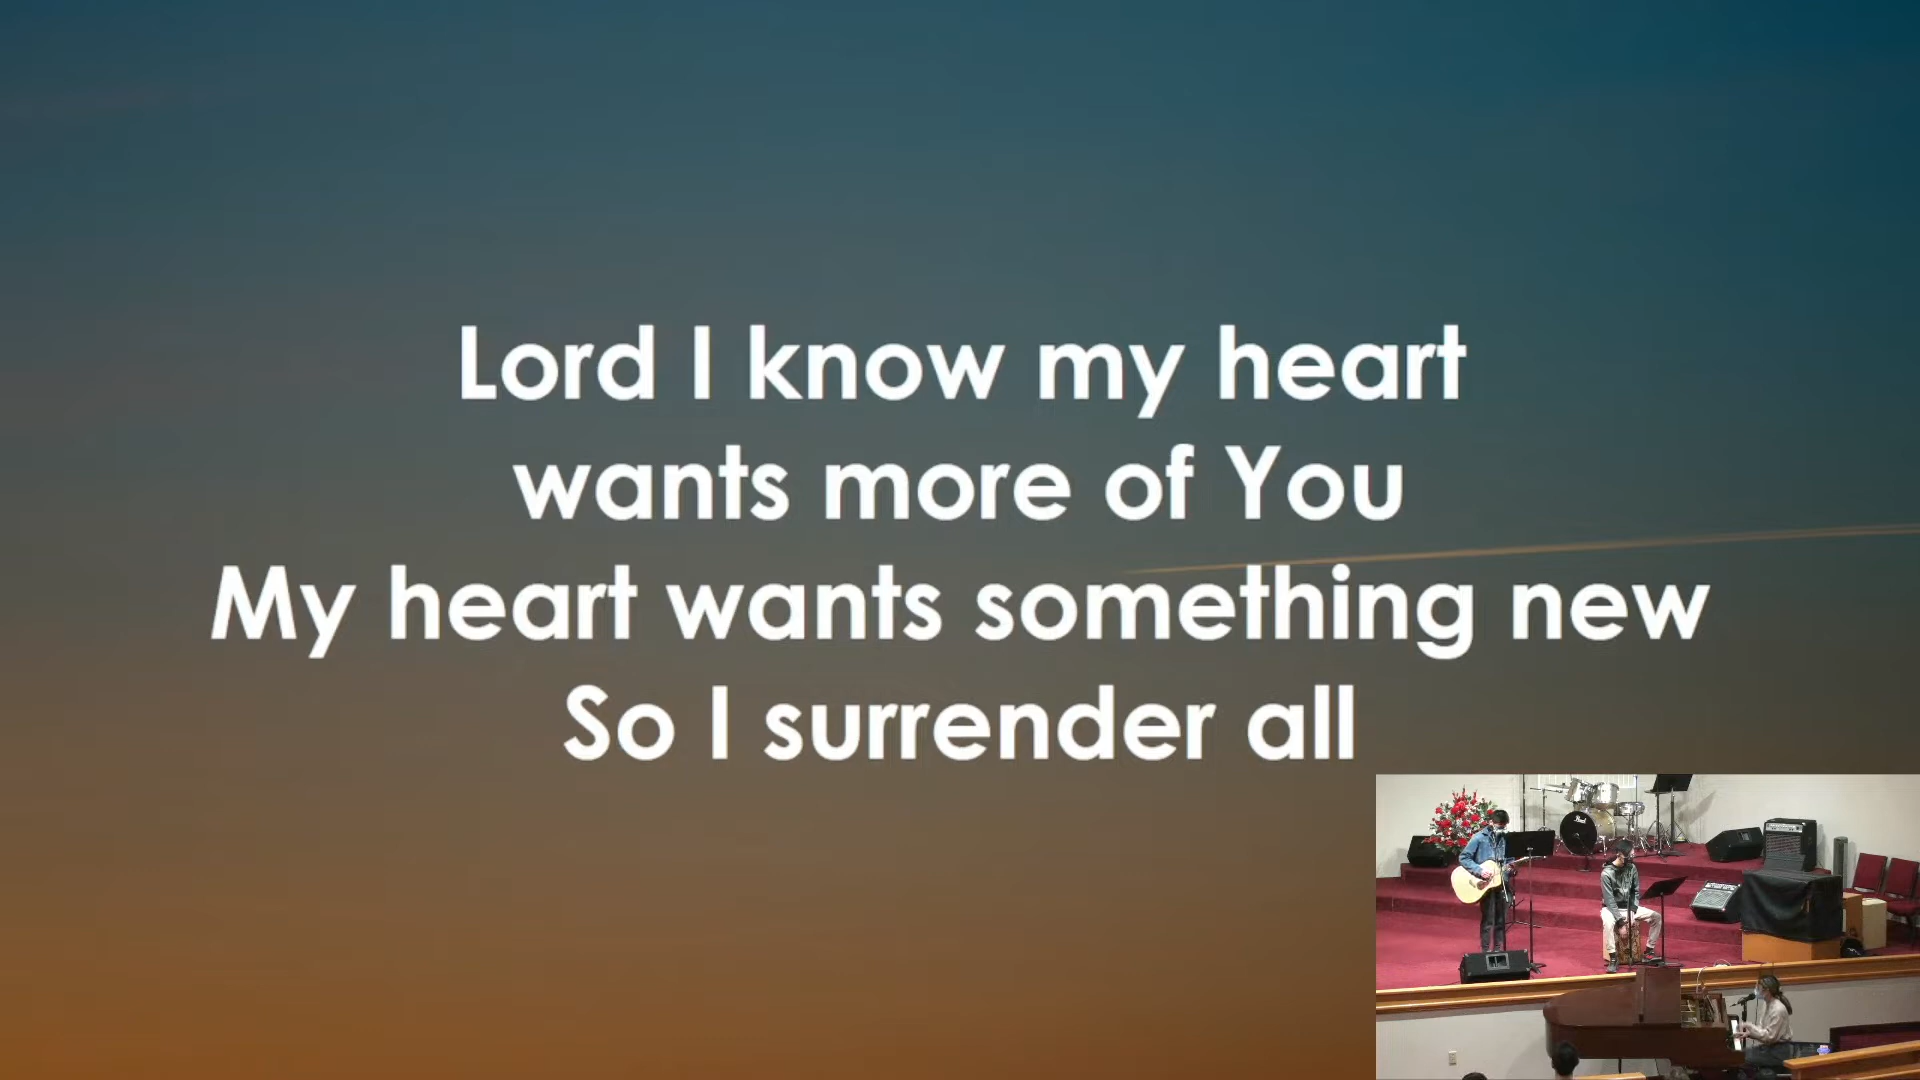 Lord I know my heart
wants more of You
My heart wants something new
So I surrender all